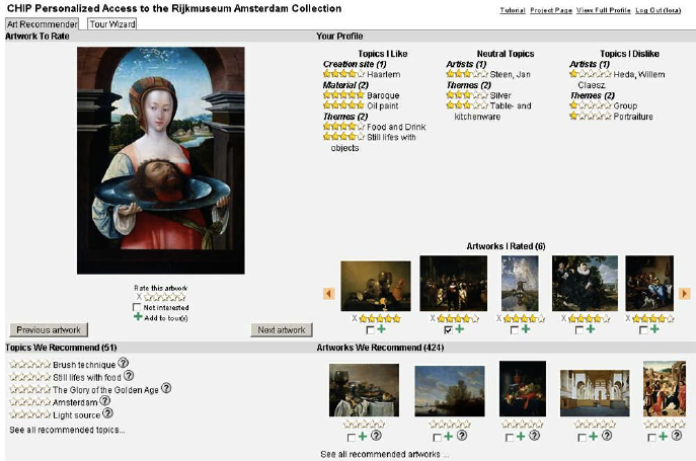 CHIP Personalized Access to the Rijkmuseum Amsterdam Collection
Tutorial Project Page View Full Profile Log Out (lora)
Art Recommender Tour Wizard
Artwork To Rate
Your Profile
Topics I Like
Creation site (1)
Haarlem
Material (2)
Baroque
Oil paint
Themes (2)
Food and Drink
Still lifes with
objects
Neutral Topics
Artists (1)
Steen, Jan
Themes (2)
Silver
Table- and
kitchenware
Topics I Dislike
Artists (1)
Heda, Willem
Claesz.
Themes (2)
Group
Portraiture
Artworks I Rated (6)
X X X X X
Rate this artwork
X
Not interested
Add to tour(s)
Previous artwork Next artwork
Topics We Recommend (51)
Brush technique ?
Still lifes with food ?
The Glory of the Golden Age ?
Amsterdam ?
Light source ?
See all recommended topics...
Artworks We Recommend (424)
? ? ? ? ?
See all recommended artworks ...